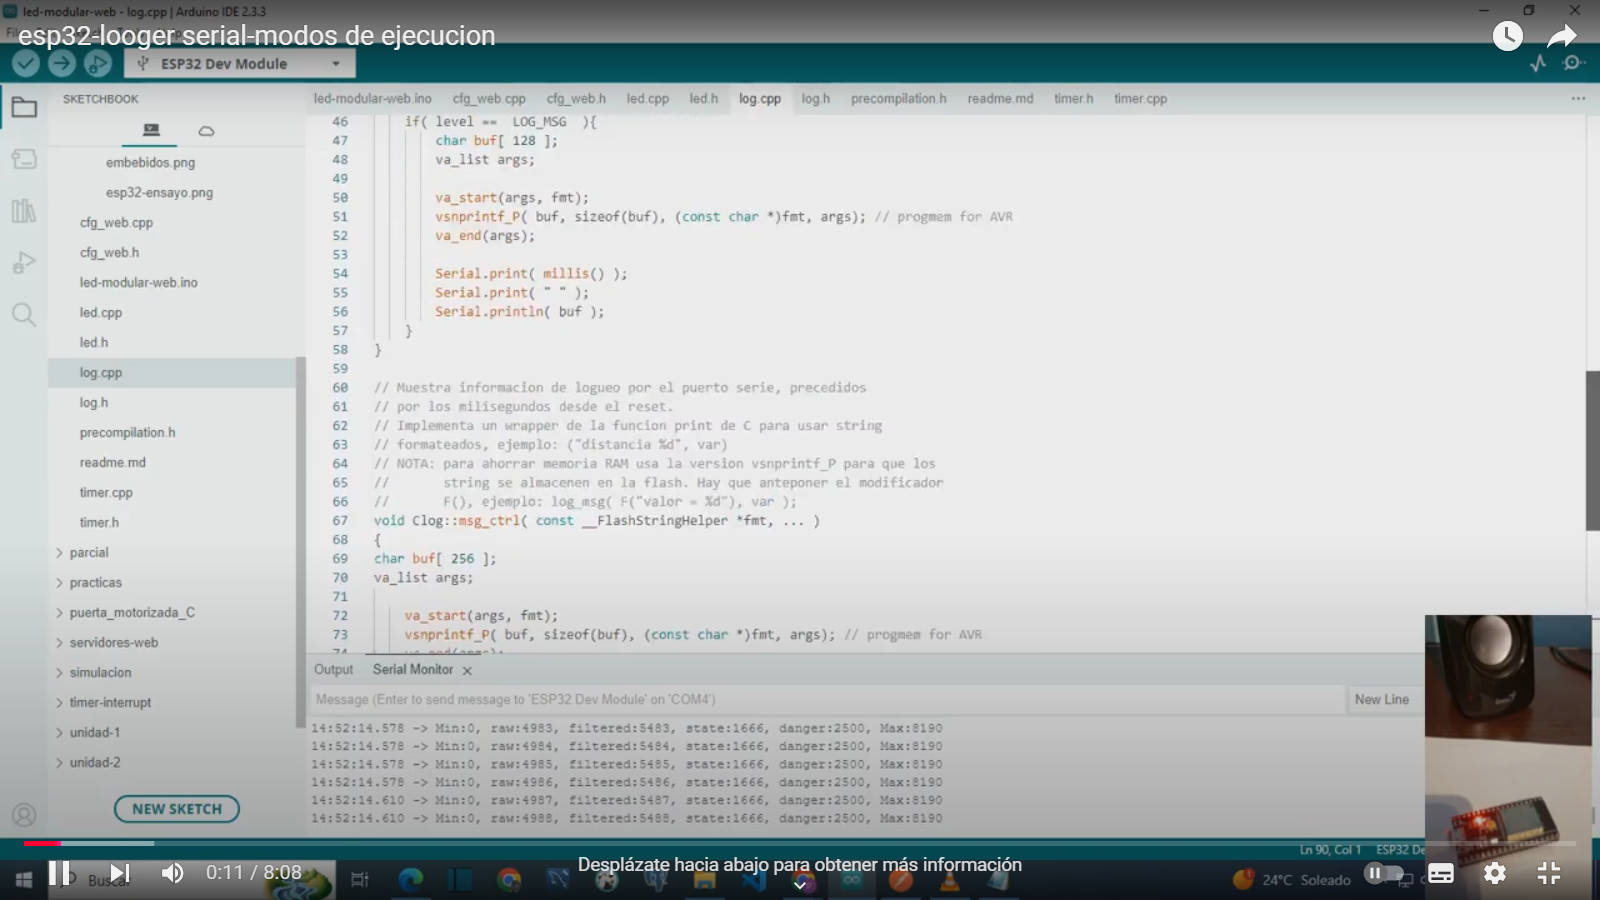 led-modular-web - log.cpp | Arduino IDE 2.3.3
esp32-looger serial-modos de ejecucion
ESP32 Dev Module
SKETCHBOOK
embebidos.png
esp32-ensayo.png
cfg_web.cpp
cfg_web.h
led-modular-web.ino
led.cpp
led.h
log.cpp
log.h
precompilation.h
readme.md
timer.cpp
timer.h
parcial
practicas
puerta_motorizada_C
servidores-web
simulacion
timer-interrupt
unidad-1
unidad-2
NEW SKETCH
led-modular-web.ino cfg_web.cpp cfg_web.h led.cpp led.h log.cpp log.h precompilation.h readme.md timer.h timer.cpp ...
46 if( level == LOG_MSG ){
47 char buf[ 128 ];
48 va_list args;
49
50 va_start(args, fmt);
51 vsnprintf_P( buf, sizeof(buf), (const char *)fmt, args); // progmem for AVR
52 va_end(args);
53
54 Serial.print( millis() );
55 Serial.print( " " );
56 Serial.println( buf );
57 }
58 }
59
60 // Muestra informacion de logueo por el puerto serie, precedidos
61 // por los milisegundos desde el reset.
62 // Implementa un wrapper de la funcion print de C para usar string
63 // formateados, ejemplo: ("distancia %d", var)
64 // NOTA: para ahorrar memoria RAM usa la version vsnprintf_P para que los
65 // string se almacenen en la flash. Hay que anteponer el modificador
66 // F(), ejemplo: log_msg( F("valor = %d"), var );
67 void Clog::msg_ctrl( const __FlashStringHelper *fmt, ... )
68 {
69 char buf[ 256 ];
70 va_list args;
71
72 va_start(args, fmt);
73 vsnprintf_P( buf, sizeof(buf), (const char *)fmt, args); // progmem for AVR
74 va_end(args);
Output Serial Monitor
Message (Enter to send message to 'ESP32 Dev Module' on 'COM4')
New Line
14:52:14.578 -> Min:0, raw:4983, filtered:5483, state:1666, danger:2500, Max:8190
14:52:14.578 -> Min:0, raw:4984, filtered:5484, state:1666, danger:2500, Max:8190
14:52:14.578 -> Min:0, raw:4985, filtered:5485, state:1666, danger:2500, Max:8190
14:52:14.578 -> Min:0, raw:4986, filtered:5486, state:1666, danger:2500, Max:8190
14:52:14.610 -> Min:0, raw:4987, filtered:5487, state:1666, danger:2500, Max:8190
14:52:14.610 -> Min:0, raw:4988, filtered:5488, state:1666, danger:2500, Max:8190
Ln 90, Col 1 ESP32 De
0:11 / 8:08
Desplázate hacia abajo para obtener más información
24°C Soleado